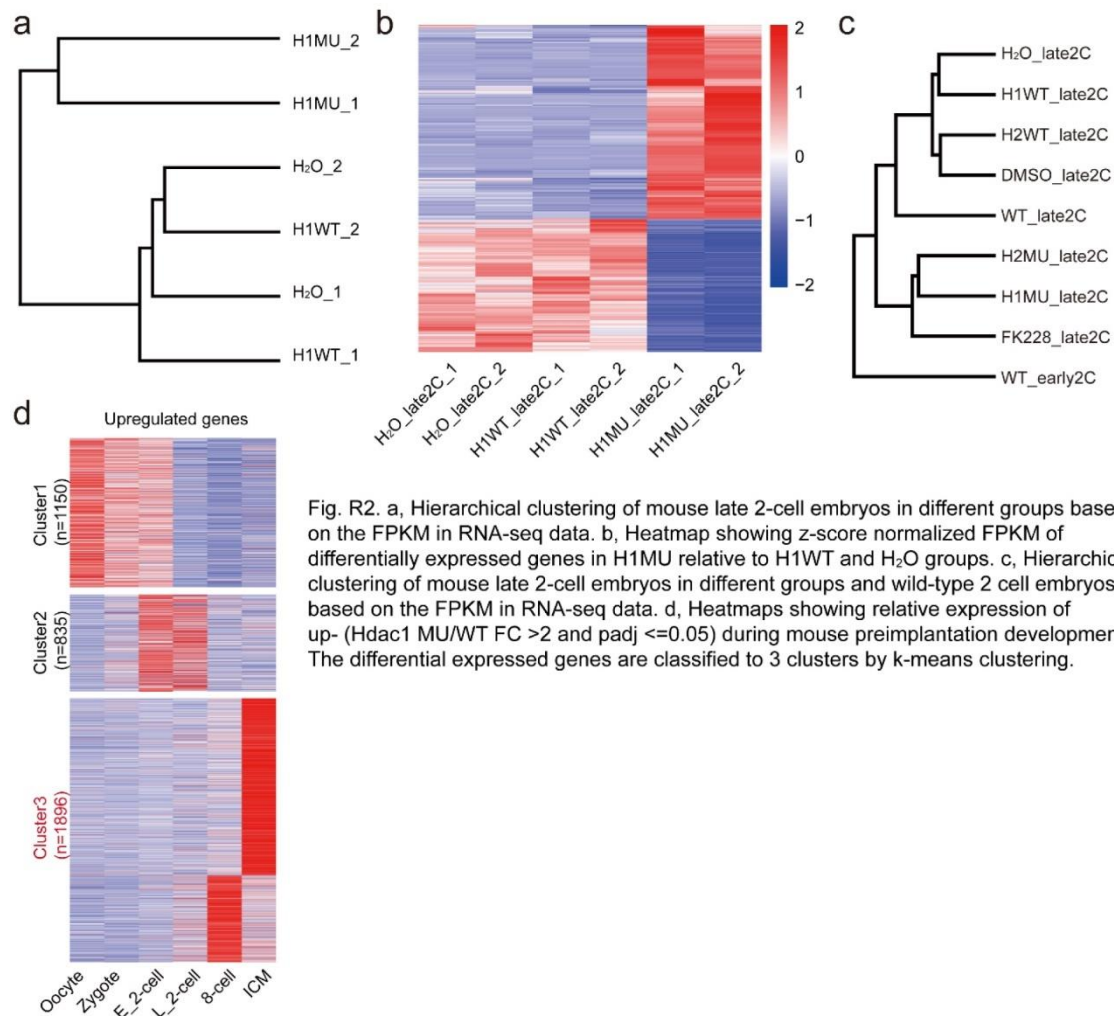 a
H1MU_2
H1MU_1
H₂O_2
H1WT_2
H₂O_1
H1WT_1
b
2
1
0
−1
−2
H₂O_late2C_1
H₂O_late2C_2
H1WT_late2C_1
H1WT_late2C_2
H1MU_late2C_1
H1MU_late2C_2
c
H₂O_late2C
H1WT_late2C
H2WT_late2C
DMSO_late2C
WT_late2C
H2MU_late2C
H1MU_late2C
FK228_late2C
WT_early2C
d
Upregulated genes
Cluster1
(n=1150)
Cluster2
(n=835)
Cluster3
(n=1896)
Oocyte
Zygote
E_2-cell
L_2-cell
8-cell
ICM
Fig. R2. a, Hierarchical clustering of mouse late 2-cell embryos in different groups base
on the FPKM in RNA-seq data. b, Heatmap showing z-score normalized FPKM of
differentially expressed genes in H1MU relative to H1WT and H₂O groups. c, Hierarchic
clustering of mouse late 2-cell embryos in different groups and wild-type 2 cell embryos
based on the FPKM in RNA-seq data. d, Heatmaps showing relative expression of
up- (Hdac1 MU/WT FC >2 and padj <=0.05) during mouse preimplantation developmen
The differential expressed genes are classified to 3 clusters by k-means clustering.